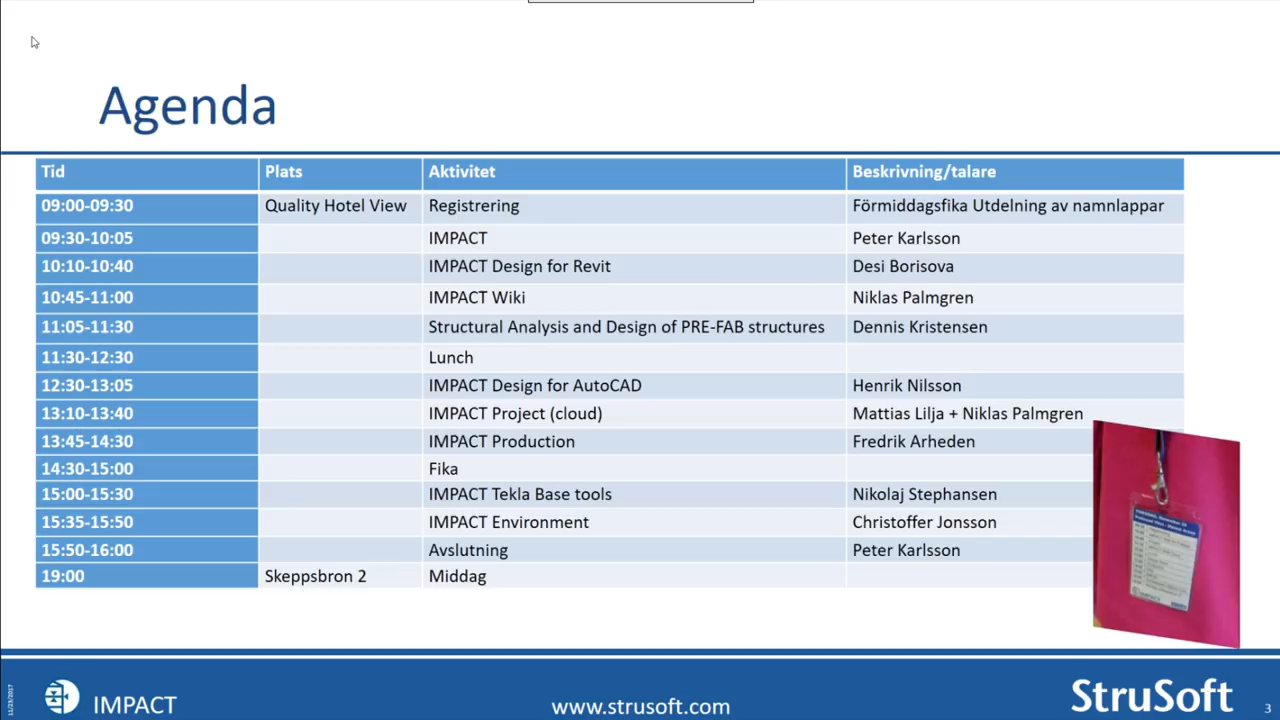 Agenda
Tid Plats Aktivitet Beskrivning/talare
09:00-09:30 Quality Hotel View Registrering Förmiddagsfika Utdelning av namnlappar
09:30-10:05 IMPACT Peter Karlsson
10:10-10:40 IMPACT Design for Revit Desi Borisova
10:45-11:00 IMPACT Wiki Niklas Palmgren
11:05-11:30 Structural Analysis and Design of PRE-FAB structures Dennis Kristensen
11:30-12:30 Lunch
12:30-13:05 IMPACT Design for AutoCAD Henrik Nilsson
13:10-13:40 IMPACT Project (cloud) Mattias Lilja + Niklas Palmgren
13:45-14:30 IMPACT Production Fredrik Arheden
14:30-15:00 Fika
15:00-15:30 IMPACT Tekla Base tools Nikolaj Stephansen
15:35-15:50 IMPACT Environment Christoffer Jonsson
15:50-16:00 Avslutning Peter Karlsson
19:00 Skeppsbron 2 Middag
11/23/2017
IMPACT
www.strusoft.com
StruSoft
3